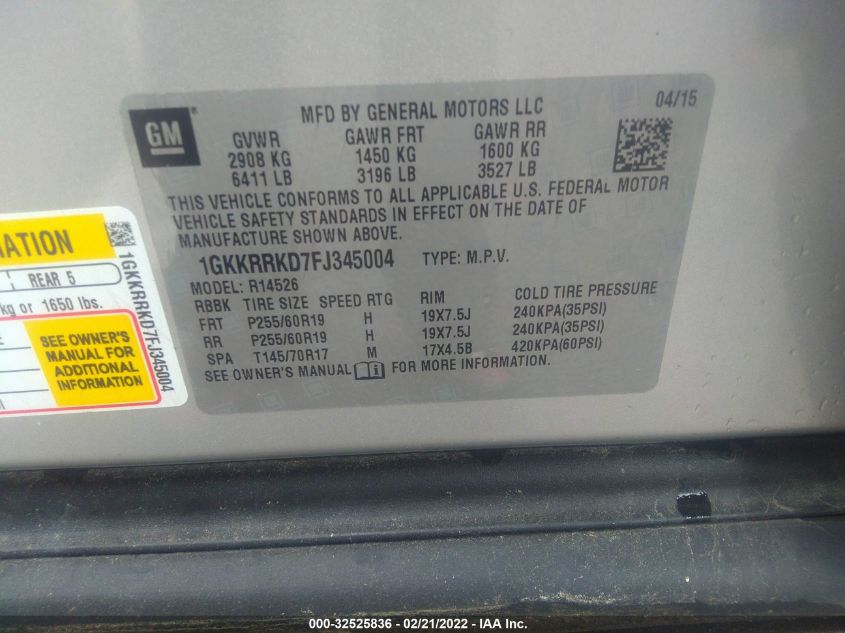 MFD BY GENERAL MOTORS LLC 04/15
GM
GVWR GAWR FRT GAWR RR
2908 KG 1450 KG 1600 KG
6411 LB 3196 LB 3527 LB
THIS VEHICLE CONFORMS TO ALL APPLICABLE U.S. FEDERAL MOTOR
VEHICLE SAFETY STANDARDS IN EFFECT ON THE DATE OF
MANUFACTURE SHOWN ABOVE.
1GKKRRKD7FJ345004 TYPE: M.P.V.
MODEL: R14526
RBBK TIRE SIZE SPEED RTG RIM COLD TIRE PRESSURE
FRT P255/60R19 H 19X7.5J 240KPA(35PSI)
RR P255/60R19 H 19X7.5J 240KPA(35PSI)
SPA T145/70R17 M 17X4.5B 420KPA(60PSI)
SEE OWNER'S MANUAL FOR MORE INFORMATION.
MATION
REAR 5
kg or 1650 lbs.
SEE OWNER'S
MANUAL FOR
ADDITIONAL
INFORMATION
1GKKRRKD7FJ345004
000-32525836 - 02/21/2022 - IAA Inc.